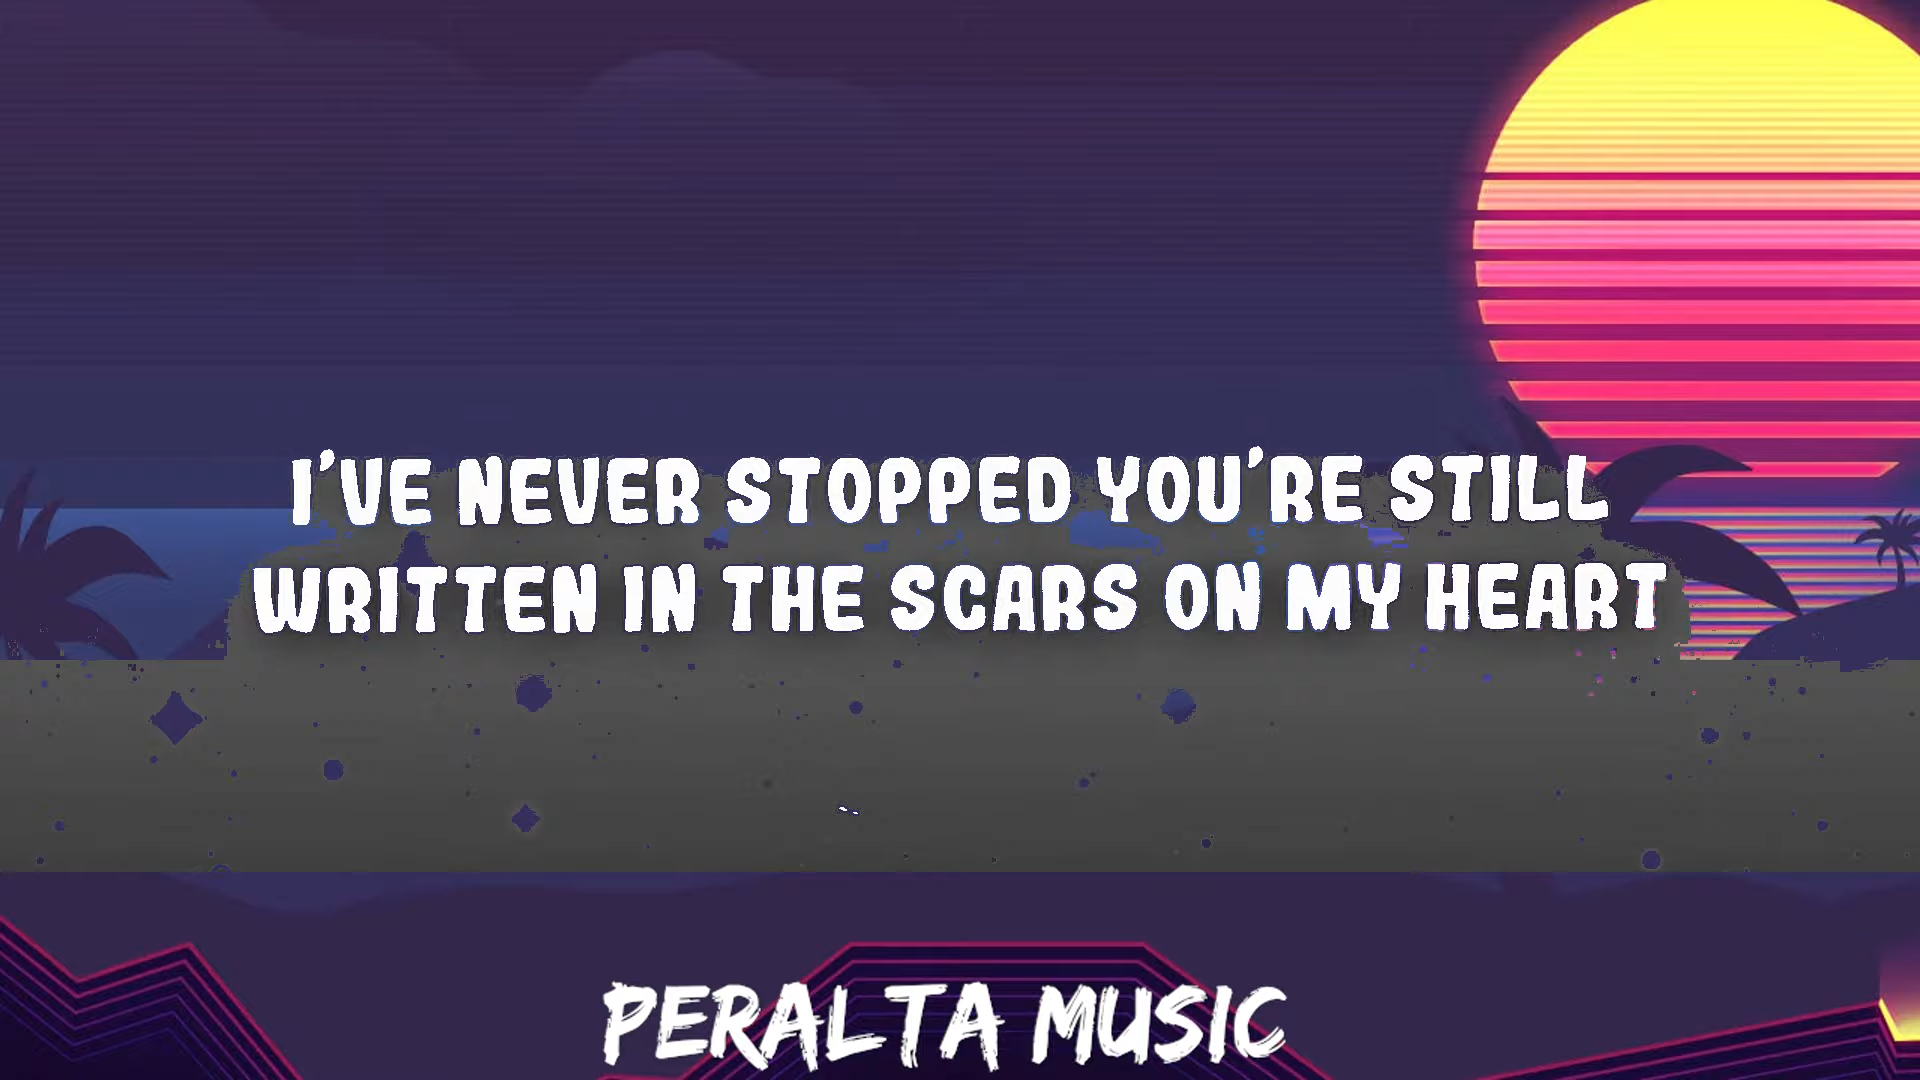 I'VE NEVER STOPPED YOU'RE STILL
WRITTEN IN THE SCARS ON MY HEART
PERALTA MUSIC